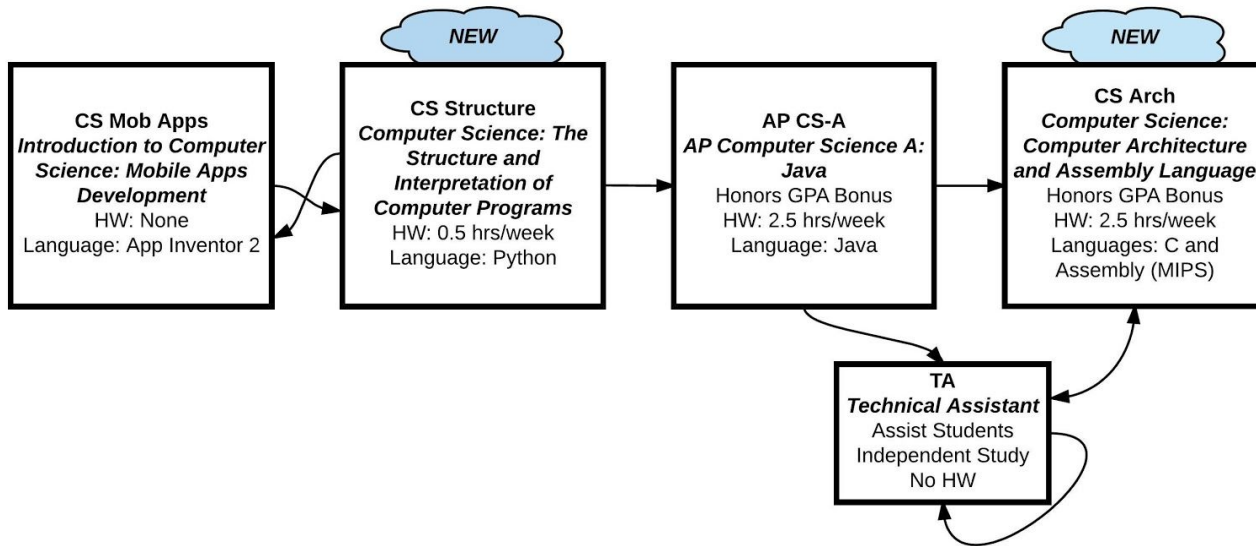 NEW
NEW
CS Mob Apps
Introduction to Computer
Science: Mobile Apps
Development
HW: None
Language: App Inventor 2
CS Structure
Computer Science: The
Structure and
Interpretation of
Computer Programs
HW: 0.5 hrs/week
Language: Python
AP CS-A
AP Computer Science A:
Java
Honors GPA Bonus
HW: 2.5 hrs/week
Language: Java
CS Arch
Computer Science:
Computer Architecture
and Assembly Language
Honors GPA Bonus
HW: 2.5 hrs/week
Languages: C and
Assembly (MIPS)
TA
Technical Assistant
Assist Students
Independent Study
No HW